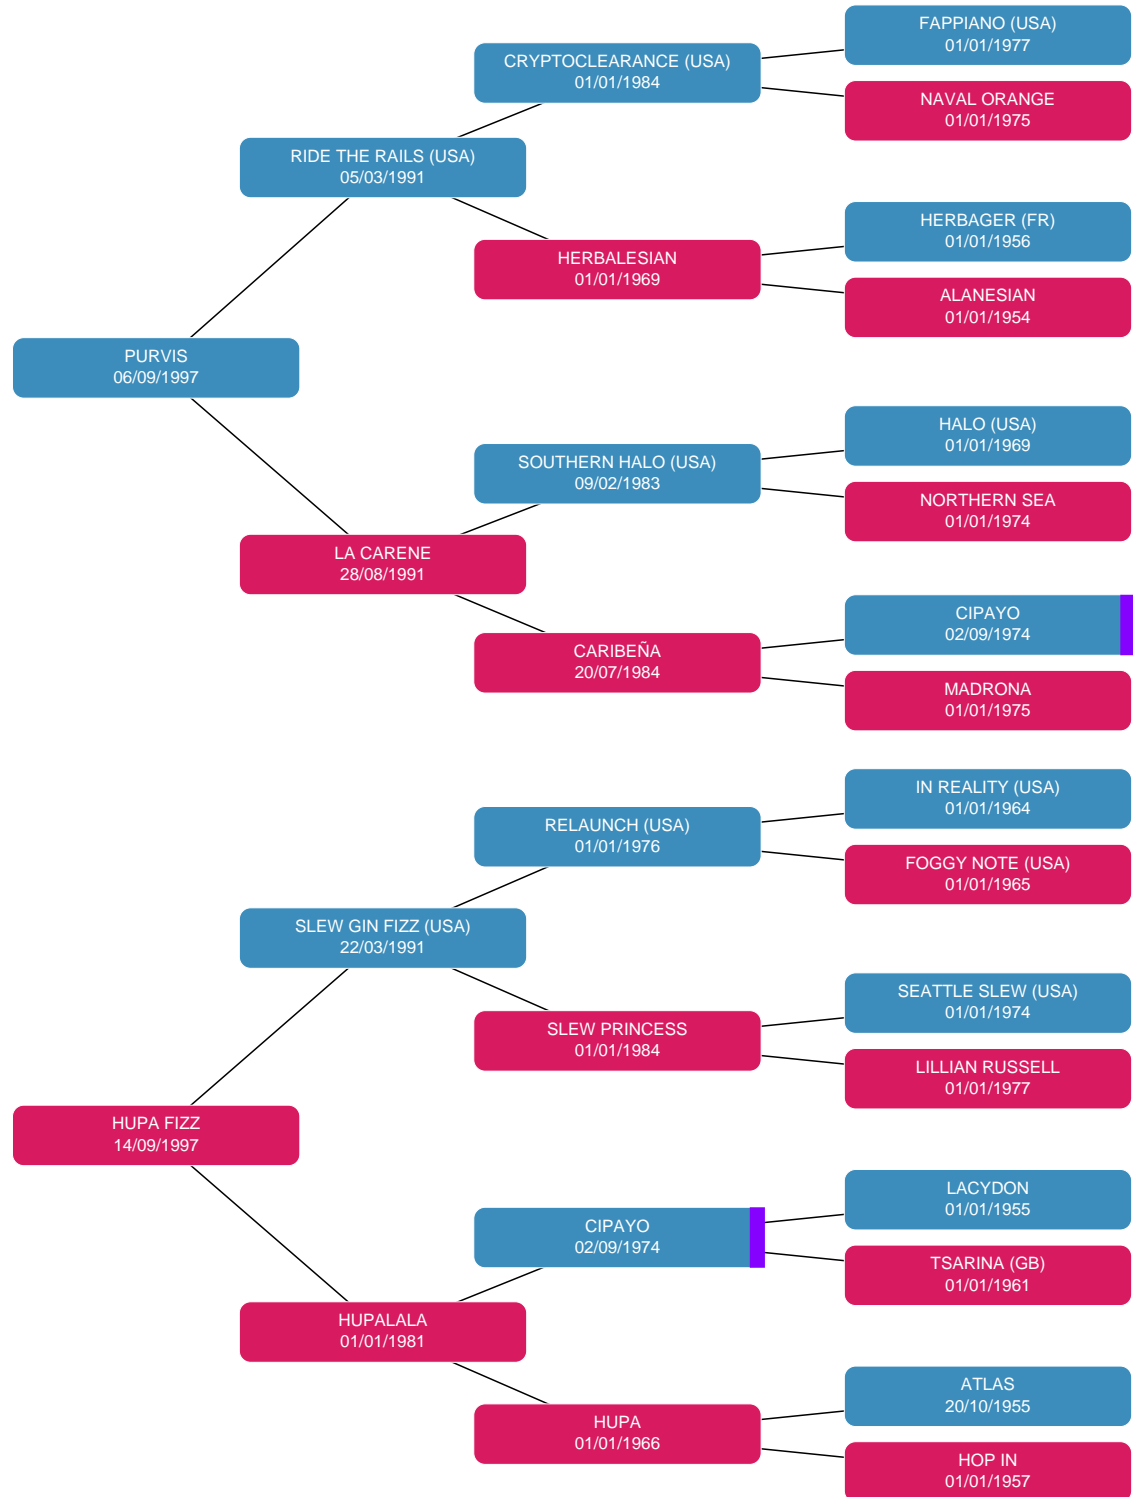 FAPPIANO (USA)
01/01/1977
CRYPTOCLEARANCE (USA)
01/01/1984
NAVAL ORANGE
01/01/1975
RIDE THE RAILS (USA)
05/03/1991
HERBAGER (FR)
01/01/1956
HERBALESIAN
01/01/1969
ALANESIAN
01/01/1954
PURVIS
06/09/1997
HALO (USA)
01/01/1969
SOUTHERN HALO (USA)
09/02/1983
NORTHERN SEA
01/01/1974
LA CARENE
28/08/1991
CIPAYO
02/09/1974
CARIBEÑA
20/07/1984
MADRONA
01/01/1975
IN REALITY (USA)
01/01/1964
RELAUNCH (USA)
01/01/1976
FOGGY NOTE (USA)
01/01/1965
SLEW GIN FIZZ (USA)
22/03/1991
SEATTLE SLEW (USA)
01/01/1974
SLEW PRINCESS
01/01/1984
LILLIAN RUSSELL
01/01/1977
HUPA FIZZ
14/09/1997
LACYDON
01/01/1955
CIPAYO
02/09/1974
TSARINA (GB)
01/01/1961
HUPALALA
01/01/1981
ATLAS
20/10/1955
HUPA
01/01/1966
HOP IN
01/01/1957